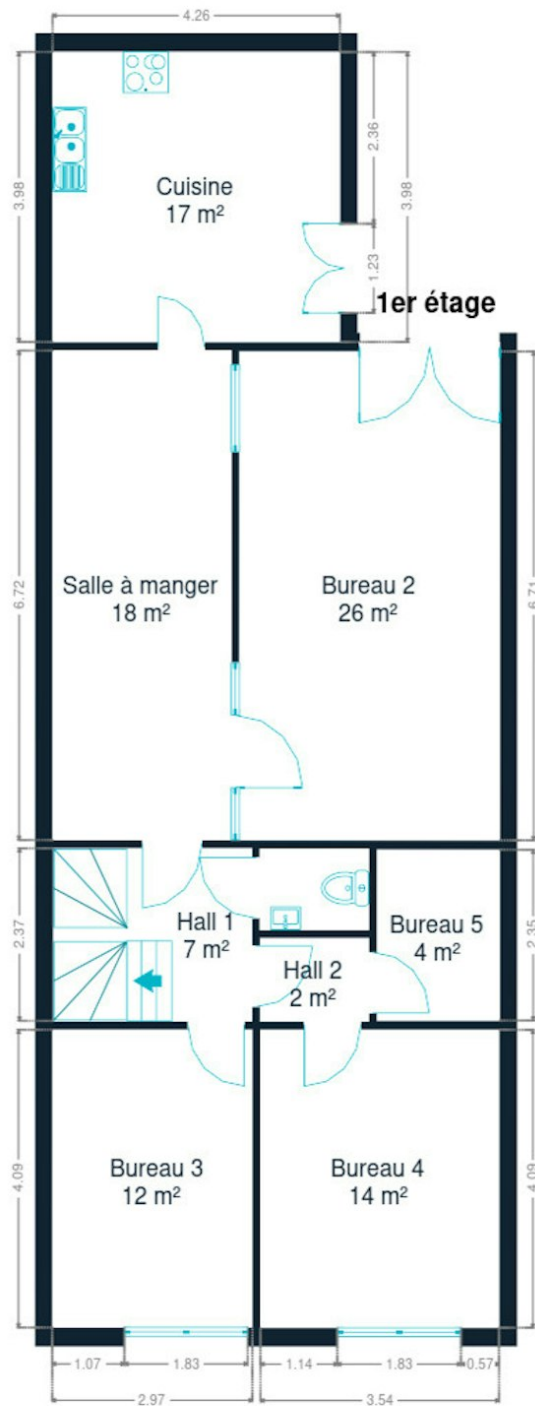 4.26
3.98
2.36
3.98
1.23
Cuisine
17 m²
1er étage
6.72
6.71
Salle à manger
18 m²
Bureau 2
26 m²
2.37
2.35
Hall 1
7 m²
Hall 2
2 m²
Bureau 5
4 m²
4.09
4.09
Bureau 3
12 m²
Bureau 4
14 m²
1.07
1.83
1.14
1.83
0.57
2.97
3.54